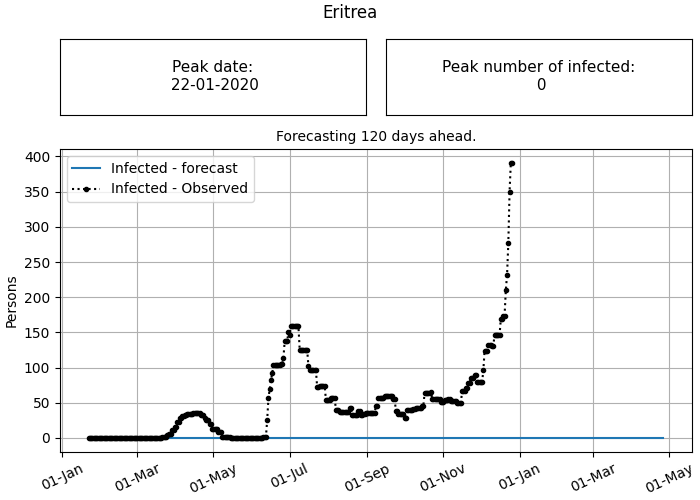 Eritrea
Peak date:
22-01-2020
Peak number of infected:
0
Forecasting 120 days ahead.
Infected - forecast
Infected - Observed
Persons
400
350
300
250
200
150
100
50
0
01-Jan
01-Mar
01-May
01-Jul
01-Sep
01-Nov
01-Jan
01-Mar
01-May